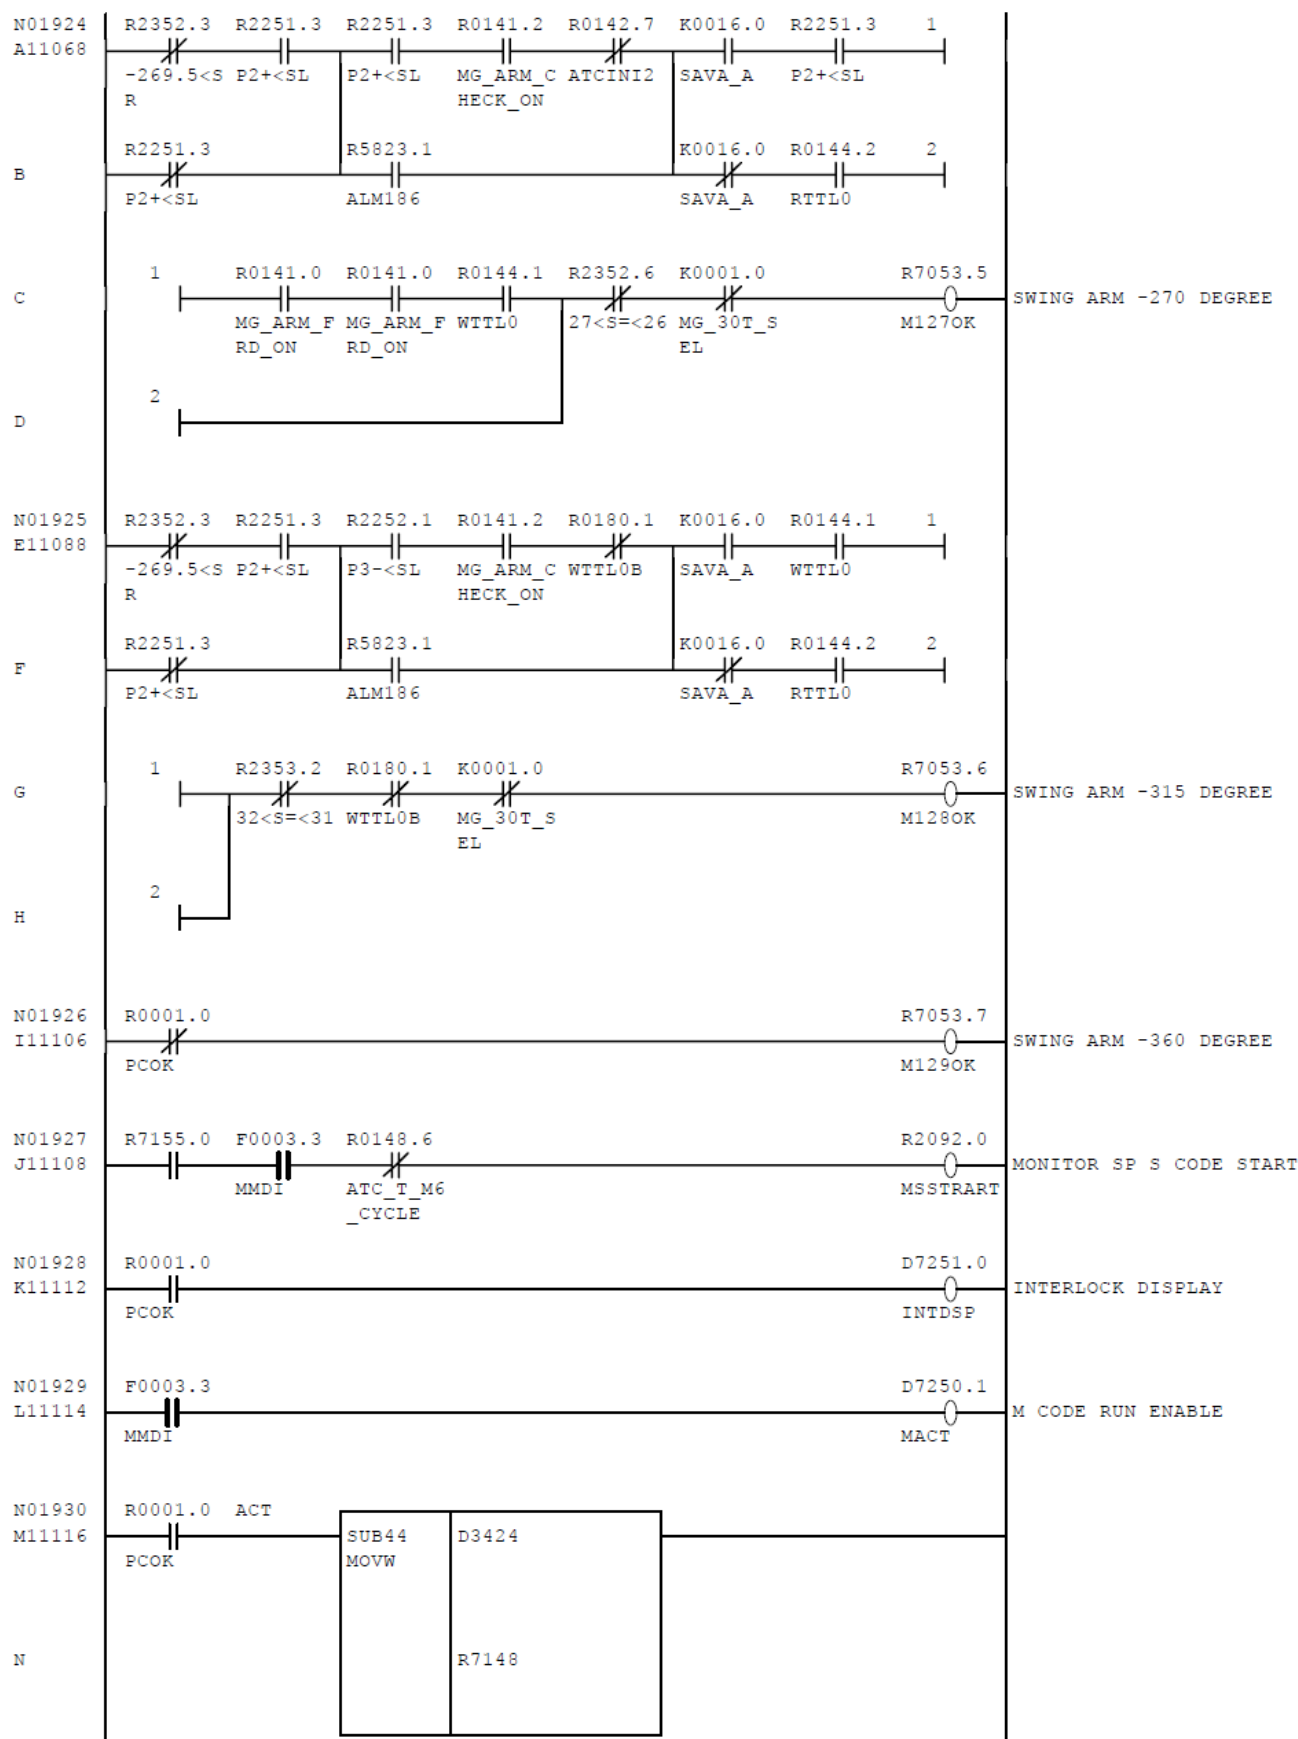 N01924 R2352.3 R2251.3 R2251.3 R0141.2 R0142.7 K0016.0 R2251.3 1
A11068
-269.5<S P2+<SL P2+<SL MG_ARM_C ATCINI2 SAVA_A P2+<SL
R HECK_ON
R2251.3 R5823.1 K0016.0 R0144.2 2
B
P2+<SL ALM186 SAVA_A RTTL0
1 R0141.0 R0141.0 R0144.1 R2352.6 K0001.0 R7053.5
C SWING ARM -270 DEGREE
MG_ARM_F MG_ARM_F WTTL0 27<S=<26 MG_30T_S M127OK
RD_ON RD_ON EL
2
D
N01925 R2352.3 R2251.3 R2252.1 R0141.2 R0180.1 K0016.0 R0144.1 1
E11088
-269.5<S P2+<SL P3-<SL MG_ARM_C WTTL0B SAVA_A WTTL0
R HECK_ON
R2251.3 R5823.1 K0016.0 R0144.2 2
F
P2+<SL ALM186 SAVA_A RTTL0
1 R2353.2 R0180.1 K0001.0 R7053.6
G SWING ARM -315 DEGREE
32<S=<31 WTTL0B MG_30T_S M128OK
EL
2
H
N01926 R0001.0 R7053.7
I11106 SWING ARM -360 DEGREE
PCOK M129OK
N01927 R7155.0 F0003.3 R0148.6 R2092.0
J11108 MONITOR SP S CODE START
MMDI ATC_T_M6 MSSTRART
_CYCLE
N01928 R0001.0 D7251.0
K11112 INTERLOCK DISPLAY
PCOK INTDSP
N01929 F0003.3 D7250.1
L11114 M CODE RUN ENABLE
MMDI MACT
N01930 R0001.0 ACT
M11116 SUB44 D3424
PCOK MOVW
N R7148